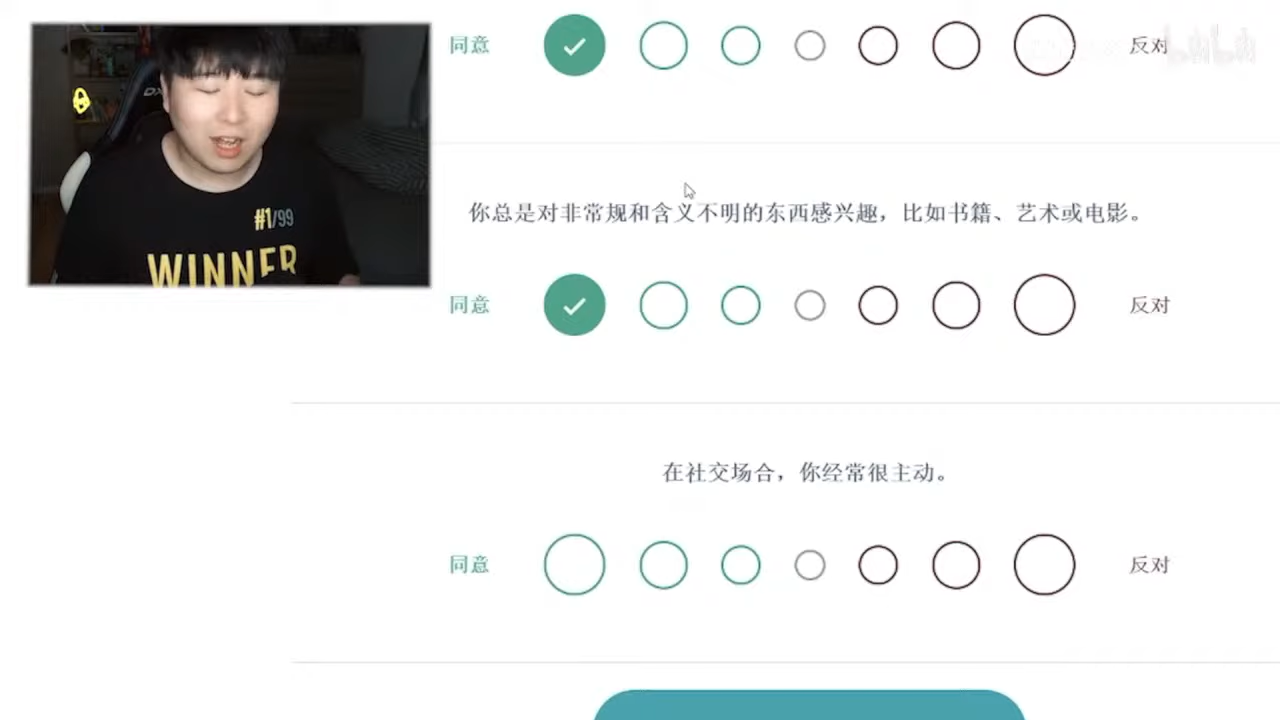 同意
反对
DX
#1/99
WINNER
你总是对非常规和含义不明的东西感兴趣，比如书籍、艺术或电影。
同意
反对
在社交场合，你经常很主动。
同意
反对